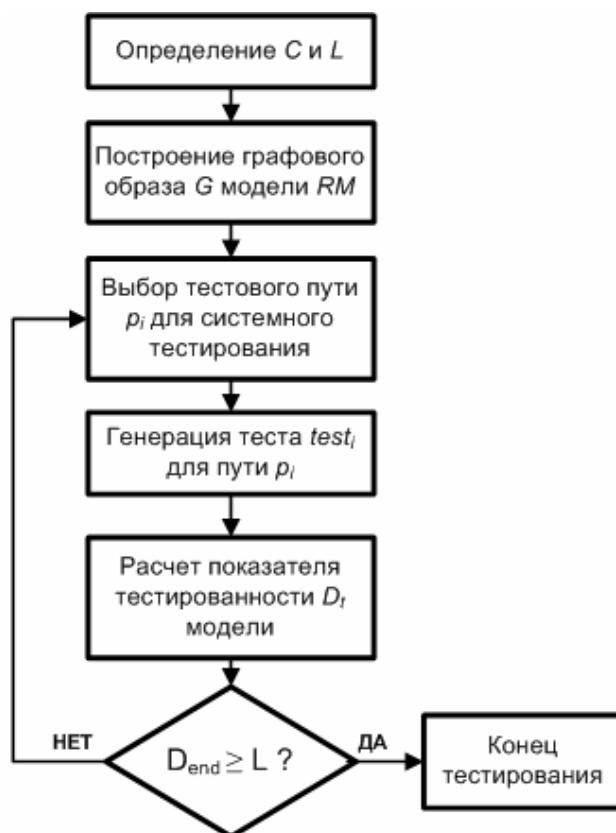 Определение C и L
Построение графового
образа G модели RM
Выбор тестового пути
pi для системного
тестирования
Генерация теста testi
для пути pi
Расчет показателя
тестированности Dt
модели
НЕТ
Dend ≥ L ?
ДА
Конец
тестирования